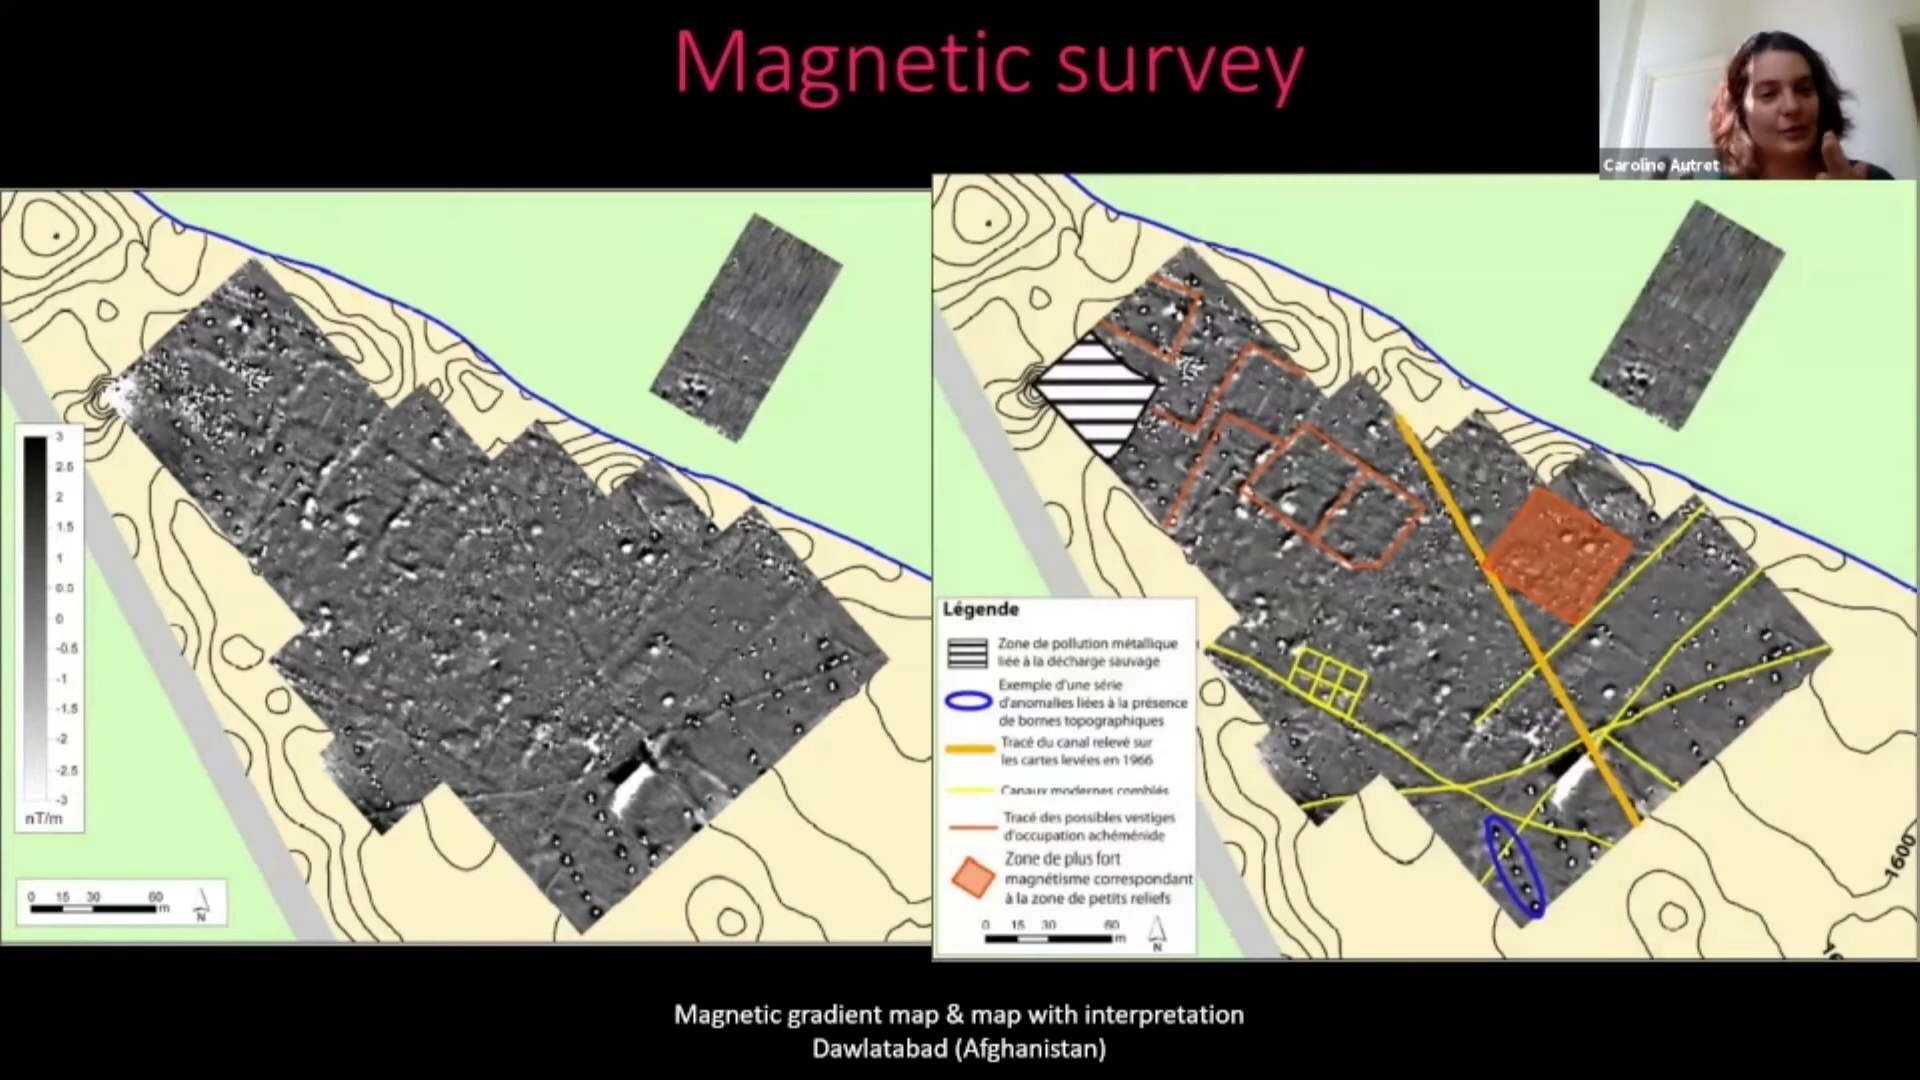 Magnetic survey
Caroline Autret
3
2.5
2
1.5
1
0.5
0
-0.5
-1
-1.5
-2
-2.5
-3
nT/m
0 15 30 60
m
N
Légende
Zone de pollution métallique
liée à la décharge sauvage
Exemple d'une série
d'anomalles liées à la présence
de bornes topographiques
Tracé du canal relevé sur
les cartes levées en 1966
Canaux modernes comblés
Tracé des possibles vestiges
d'occupation achéménide
Zone de plus fort
magnétisme correspondant
à la zone de petits reliefs
0 15 30 60
m
N
1600
Magnetic gradient map & map with interpretation
Dawlatabad (Afghanistan)